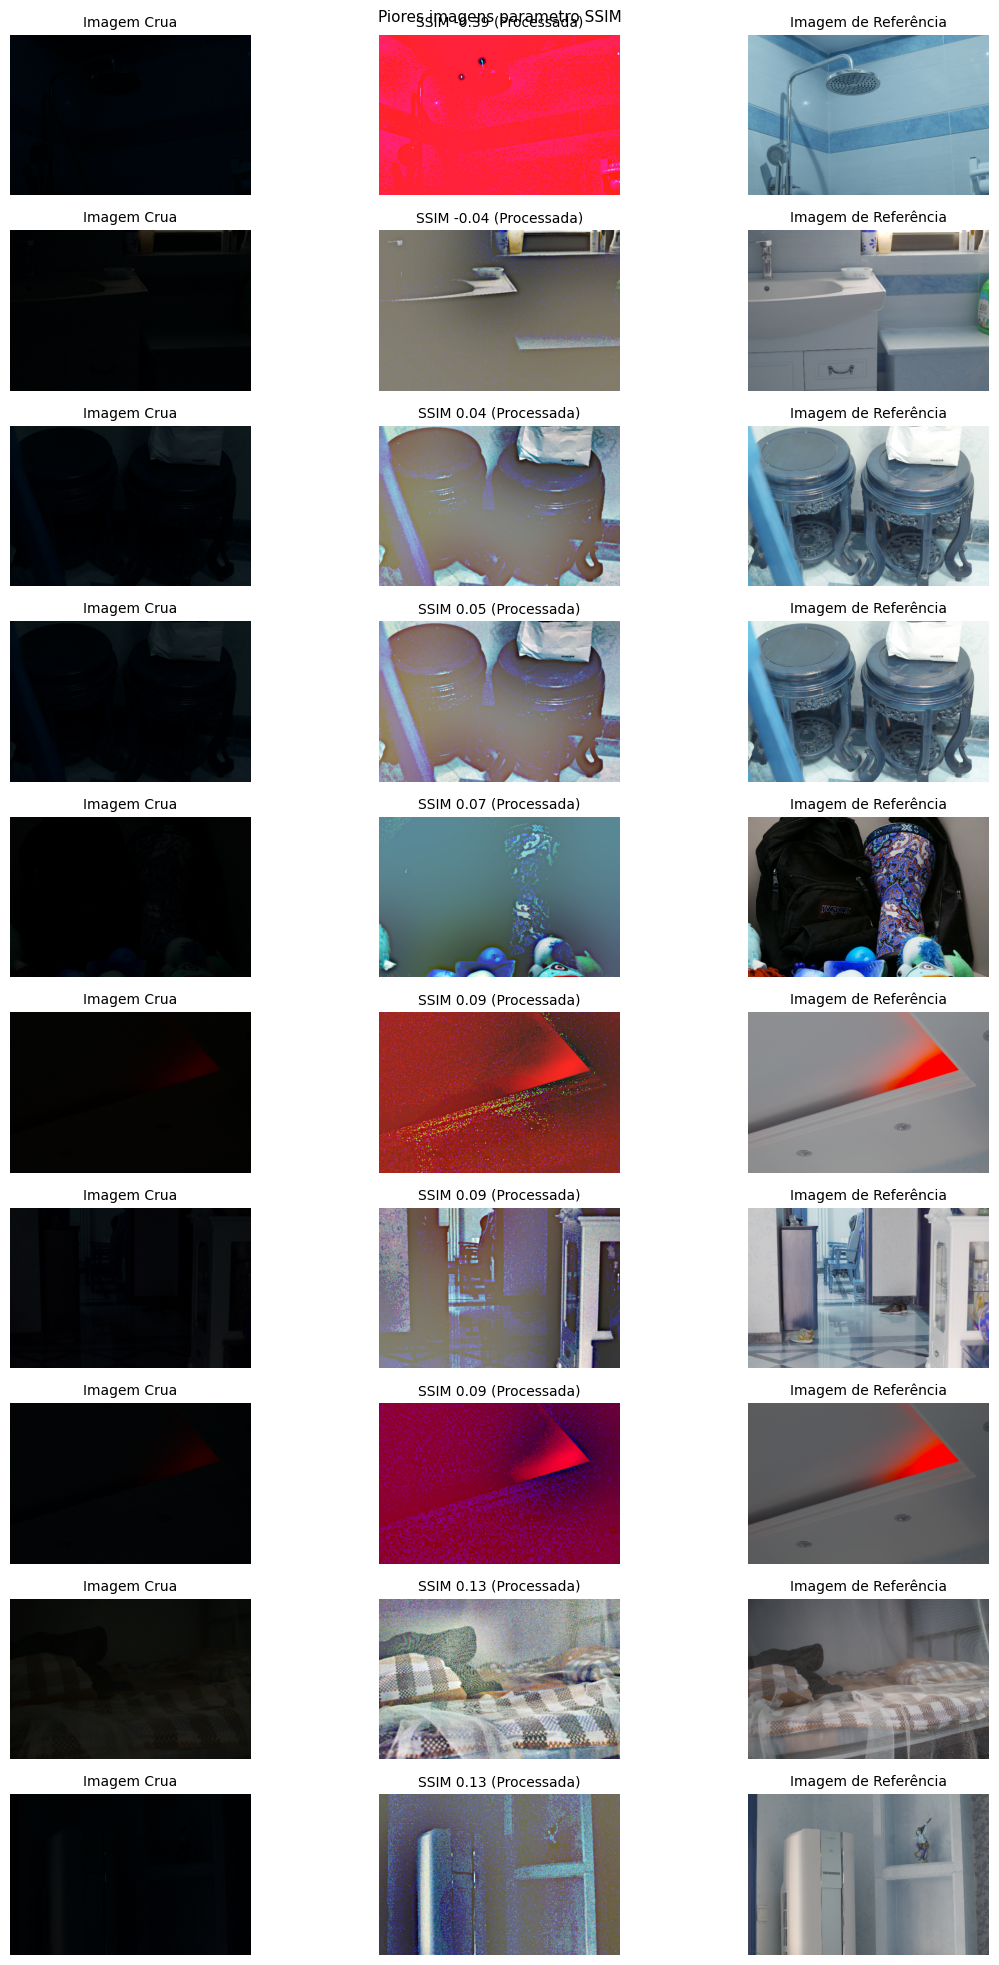 Piores imagens parametro SSIM
Imagem Crua
SSIM -0.39 (Processada)
Imagem de Referência
Imagem Crua
SSIM -0.04 (Processada)
Imagem de Referência
Imagem Crua
SSIM 0.04 (Processada)
Imagem de Referência
Imagem Crua
SSIM 0.05 (Processada)
Imagem de Referência
Imagem Crua
SSIM 0.07 (Processada)
Imagem de Referência
Imagem Crua
SSIM 0.09 (Processada)
Imagem de Referência
Imagem Crua
SSIM 0.09 (Processada)
Imagem de Referência
Imagem Crua
SSIM 0.09 (Processada)
Imagem de Referência
Imagem Crua
SSIM 0.13 (Processada)
Imagem de Referência
Imagem Crua
SSIM 0.13 (Processada)
Imagem de Referência